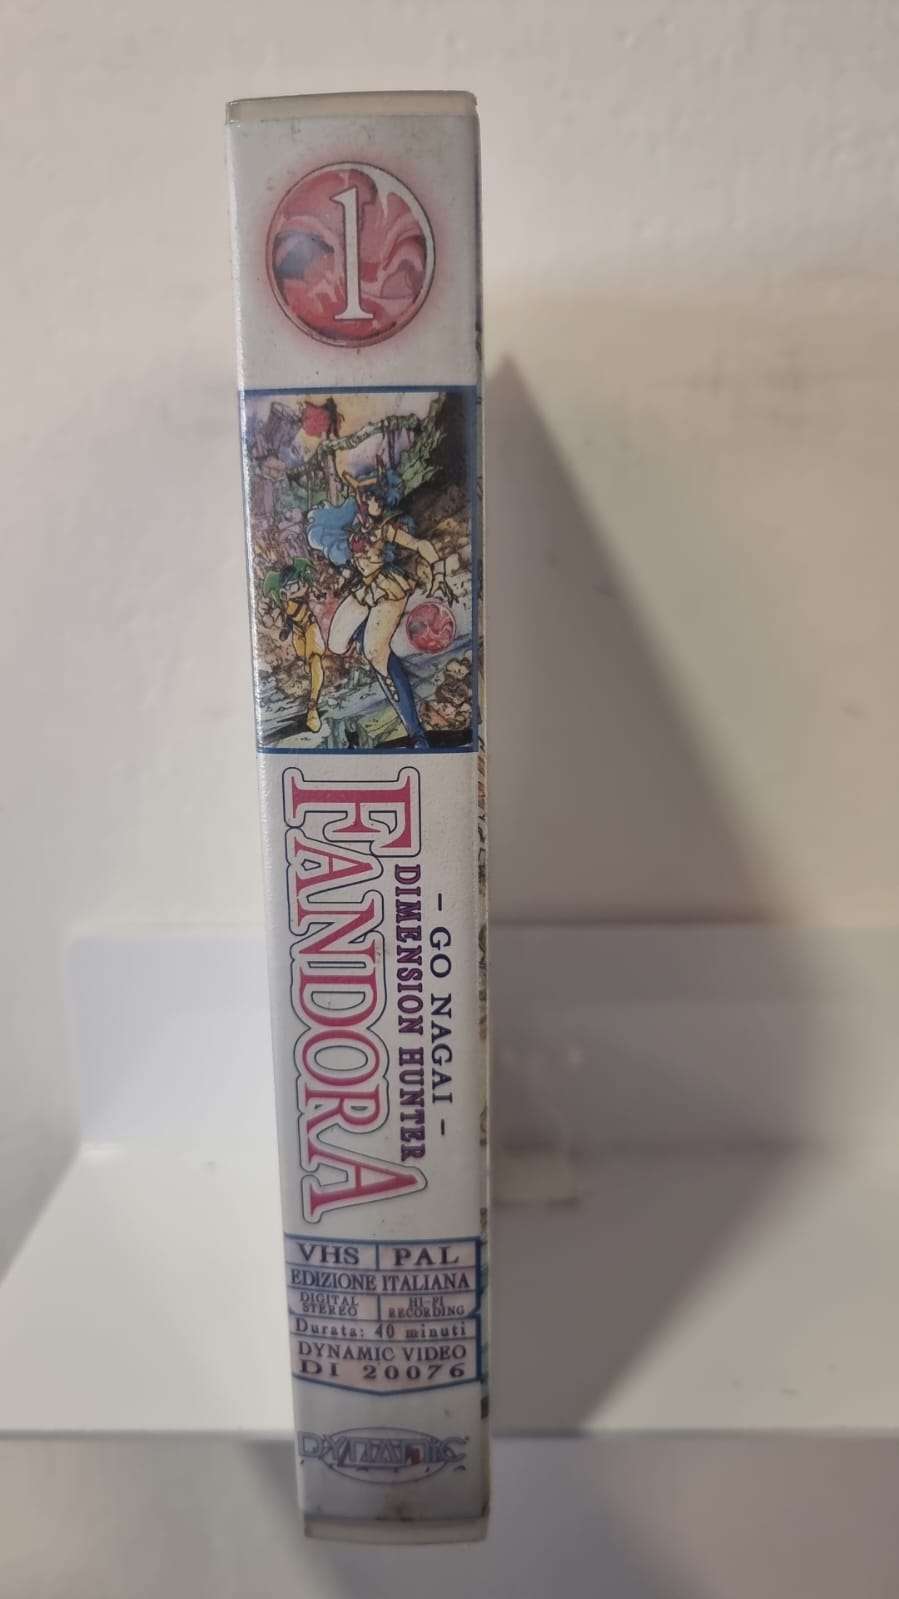 1
- GO NAGAI -
DIMENSION HUNTER
FANDORA
VHS PAL
EDIZIONE ITALIANA
DIGITAL STEREO HI-FI RECORDING
Durata: 40 minuti
DYNAMIC VIDEO
DI 20076
DYNAMIC